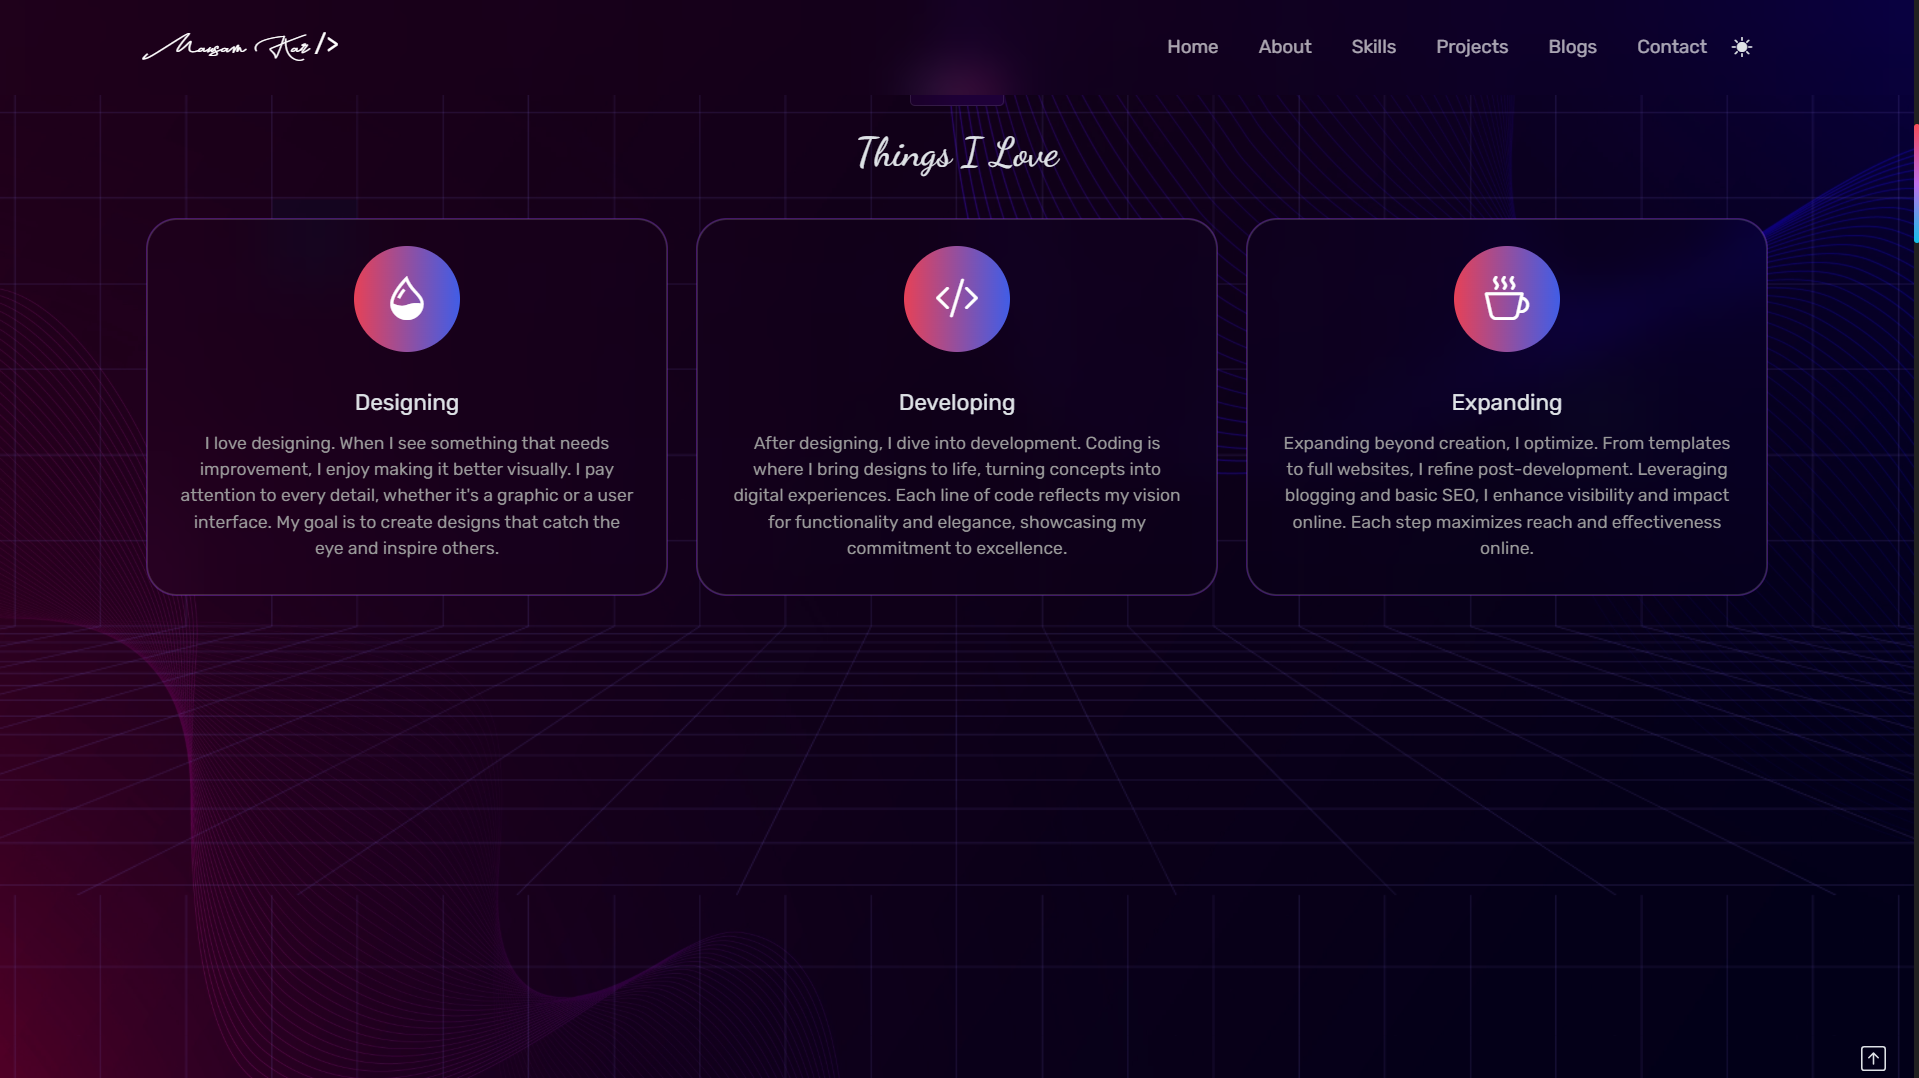 Mausam Kar />
Home About Skills Projects Blogs Contact
Things I Love
Designing
I love designing. When I see something that needs
improvement, I enjoy making it better visually. I pay
attention to every detail, whether it's a graphic or a user
interface. My goal is to create designs that catch the
eye and inspire others.
Developing
After designing, I dive into development. Coding is
where I bring designs to life, turning concepts into
digital experiences. Each line of code reflects my vision
for functionality and elegance, showcasing my
commitment to excellence.
Expanding
Expanding beyond creation, I optimize. From templates
to full websites, I refine post-development. Leveraging
blogging and basic SEO, I enhance visibility and impact
online. Each step maximizes reach and effectiveness
online.